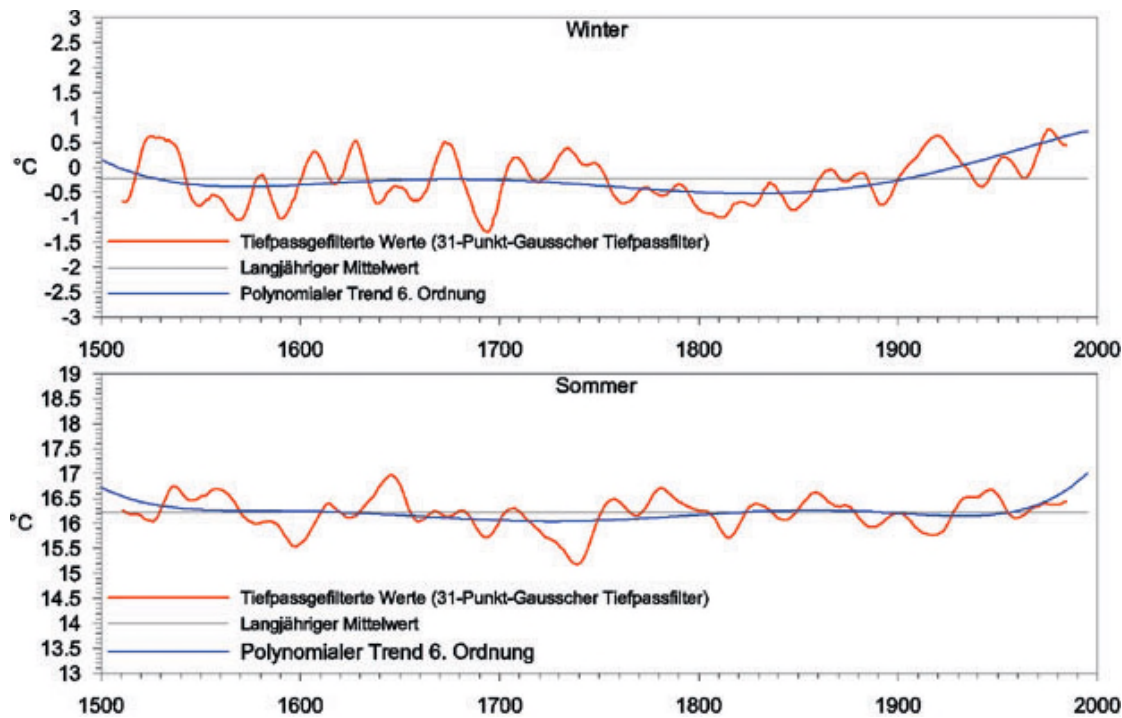 Winter
3
2.5
2
1.5
1
0.5
0
-0.5
-1
-1.5
-2
-2.5
-3
°C
Tiefpassgefilterte Werte (31-Punkt-Gausscher Tiefpassfilter)
Langjähriger Mittelwert
Polynomialer Trend 6. Ordnung
1500 1600 1700 1800 1900 2000
Sommer
19
18.5
18
17.5
17
16.5
16
15.5
15
14.5
14
13.5
13
°C
Tiefpassgefilterte Werte (31-Punkt-Gausscher Tiefpassfilter)
Langjähriger Mittelwert
Polynomialer Trend 6. Ordnung
1500 1600 1700 1800 1900 2000